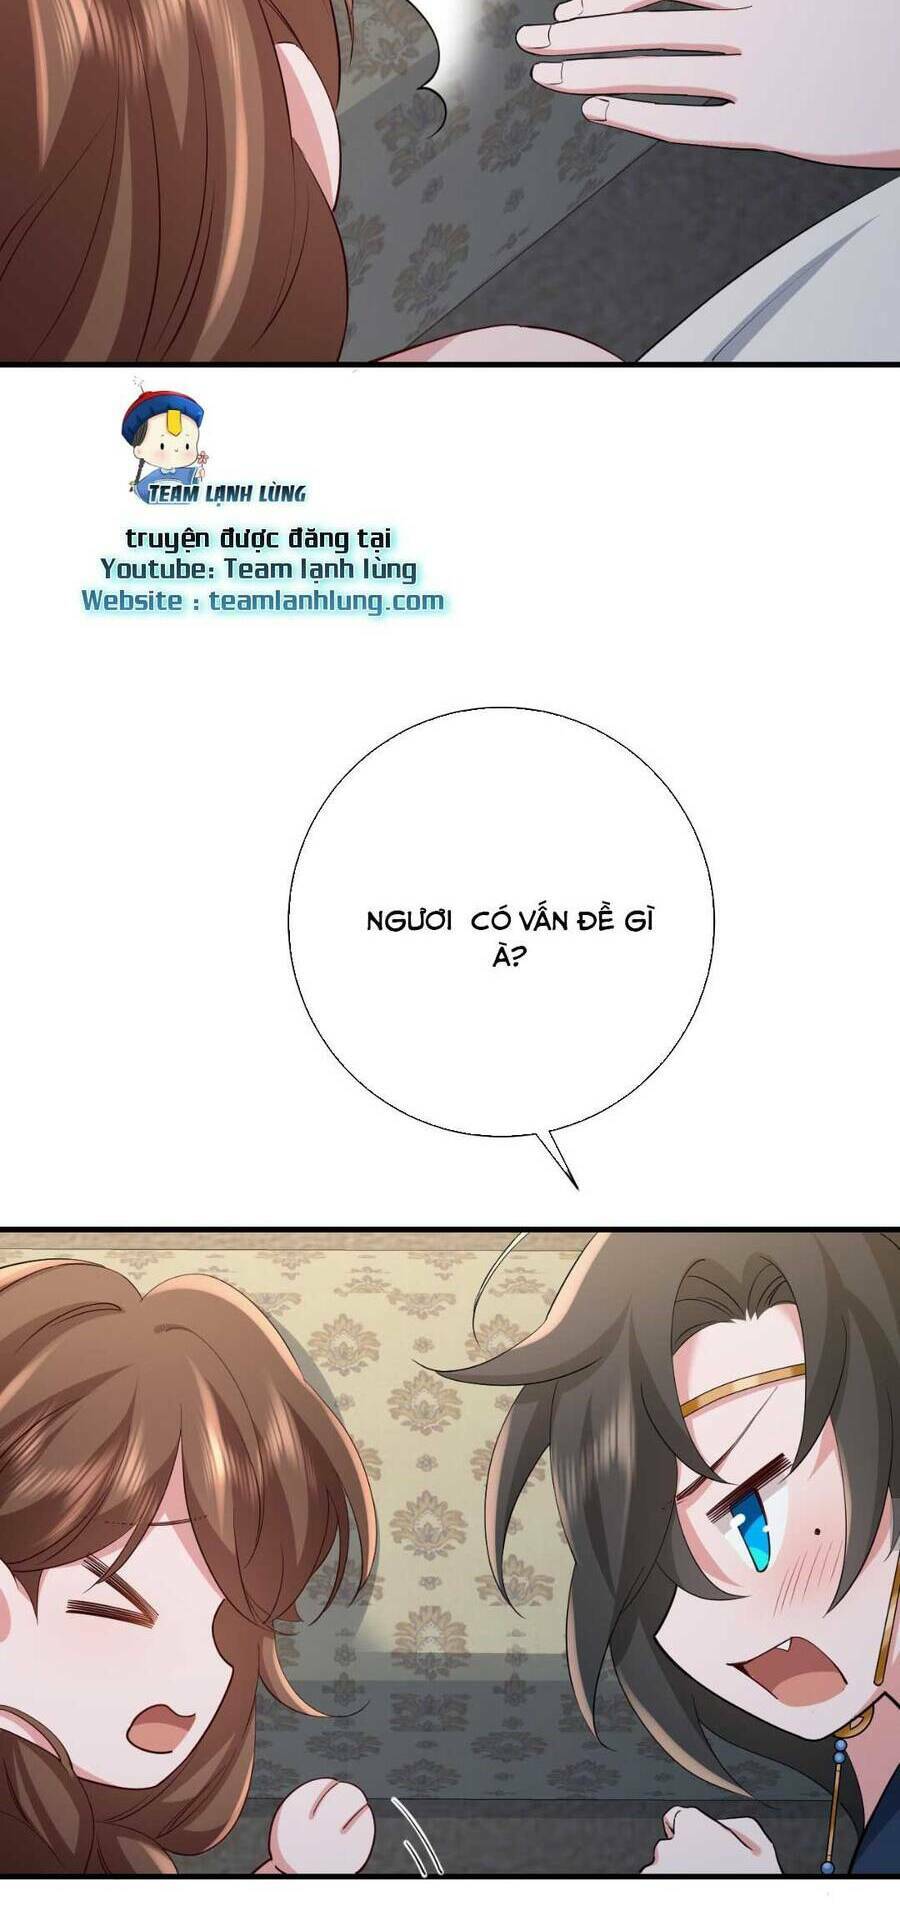 TEAM LẠNH LÙNG
truyện được đăng tại
Youtube: Team lạnh lùng
Website : teamlanhlung.com
NGƯƠI CÓ VẤN ĐỀ GÌ
À?